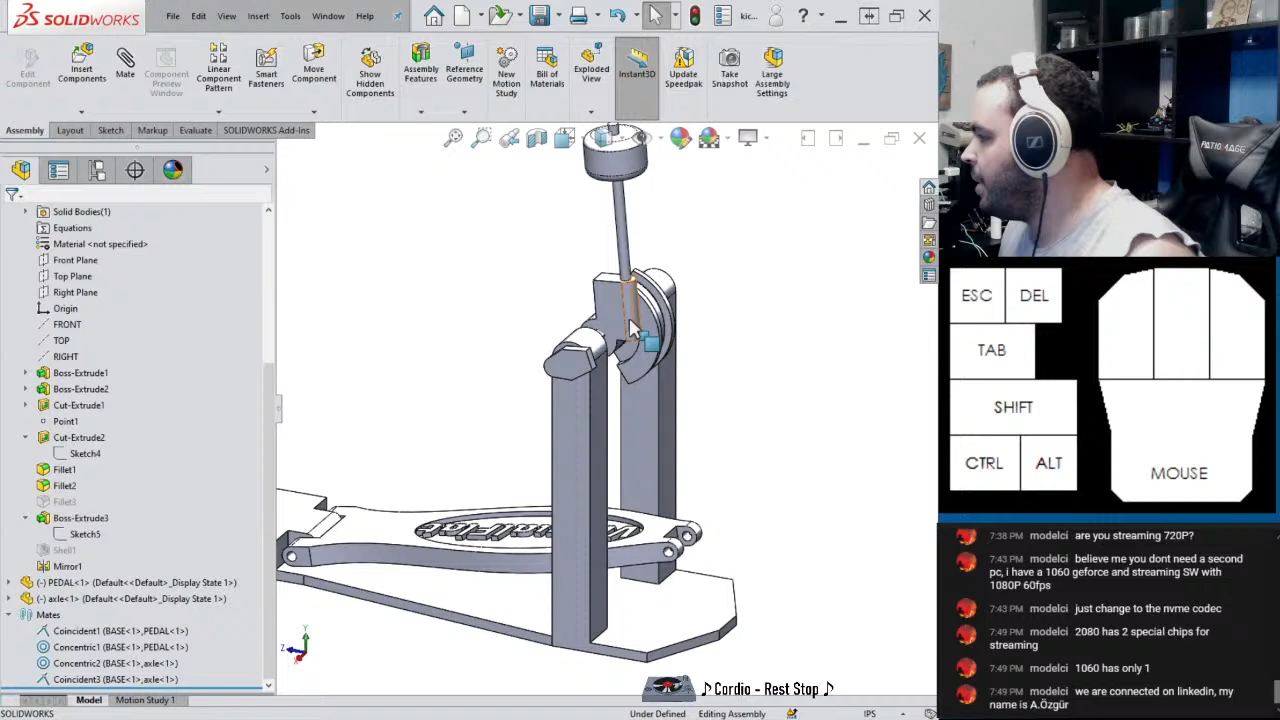 SOLIDWORKS
File
Edit
View
Insert
Tools
Window
Help
kic...
?
Edit
Component
Insert
Components
Mate
Component
Preview
Window
Linear
Component
Pattern
Smart
Fasteners
Move
Component
Show
Hidden
Components
Assembly
Features
Reference
Geometry
New
Motion
Study
Bill of
Materials
Exploded
View
Instant3D
Update
Speedpak
Take
Snapshot
Large
Assembly
Settings
Assembly
Layout
Sketch
Markup
Evaluate
SOLIDWORKS Add-Ins
Solid Bodies(1)
Equations
Material <not specified>
Front Plane
Top Plane
Right Plane
Origin
FRONT
TOP
RIGHT
Boss-Extrude1
Boss-Extrude2
Cut-Extrude1
Point1
Cut-Extrude2
Sketch4
Fillet1
Fillet2
Fillet3
Boss-Extrude3
Sketch5
Shell1
Mirror1
(-) PEDAL<1> (Default<<Default>_Display State 1>)
(-) axle<1> (Default<<Default>_Display State 1>)
Mates
Coincident1 (BASE<1>,PEDAL<1>)
Concentric1 (BASE<1>,PEDAL<1>)
Concentric2 (BASE<1>,axle<1>)
Coincident3 (BASE<1>,axle<1>)
Y
Z
X
Model
Motion Study 1
SOLIDWORKS
Under Defined
Editing Assembly
IPS
♪ Cordio - Rest Stop ♪
ESC
DEL
TAB
SHIFT
CTRL
ALT
MOUSE
7:38 PM modelci are you streaming 720P?
7:43 PM modelci believe me you dont need a second
pc, i have a 1060 geforce and streaming SW with
1080P 60fps
7:43 PM modelci just change to the nvme codec
7:49 PM modelci 2080 has 2 special chips for
streaming
7:49 PM modelci 1060 has only 1
7:49 PM modelci we are connected on linkedin, my
name is A.Özgür